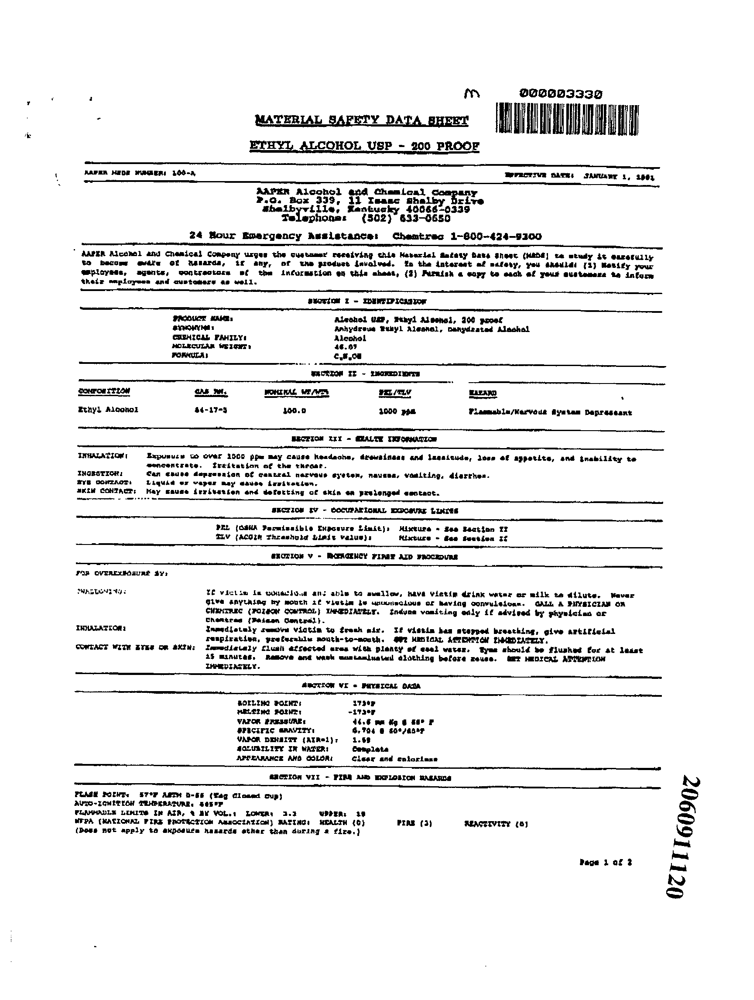 000003330
MATERIAL SAFETY DATA SHEET
ETHYL ALCOHOL USP - 200 PROOF
AAPER MSDS NUMBER: 100-A EFFECTIVE DATE: JANUARY 1, 1991
AAPER Alcohol and Chemical Company
P.O. Box 339, 11 Isaac Shelby Drive
Shelbyville, Kentucky 40066-0339
Telephone: (502) 633-0650
24 Hour Emergency Assistance: Chemtrec 1-800-424-9300
AAPER Alcohol and Chemical Company urges the customer receiving this Material Safety Data Sheet (MSDS) to study it carefully
to become aware of hazards, if any, of the product involved. In the interest of safety, you should: (1) Notify your
employees, agents, contractors of the information on this sheet, (2) Furnish a copy to each of your customers to inform
their employees and customers as well.
SECTION I - IDENTIFICATION
PRODUCT NAME: Alcohol USP, Ethyl Alcohol, 200 proof
SYNONYMS: Anhydrous Ethyl Alcohol, Dehydrated Alcohol
CHEMICAL FAMILY: Alcohol
MOLECULAR WEIGHT: 46.07
FORMULA: C₂H₅OH
SECTION II - INGREDIENTS
COMPOSITION CAS NO. NOMINAL WT/WT% PEL/TLV HAZARD
Ethyl Alcohol 64-17-5 100.0 1000 ppm Flammable/Nervous System Depressant
SECTION III - HEALTH INFORMATION
INHALATION: Exposure to over 1000 ppm may cause headache, drowsiness and lassitude, loss of appetite, and inability to
concentrate. Irritation of the throat.
INGESTION: Can cause depression of central nervous system, nausea, vomiting, diarrhea.
EYE CONTACT: Liquid or vapor may cause irritation.
SKIN CONTACT: May cause irritation and defatting of skin on prolonged contact.
SECTION IV - OCCUPATIONAL EXPOSURE LIMITS
PEL (OSHA Permissible Exposure Limit): Mixture - See Section II
TLV (ACGIH Threshold Limit Value): Mixture - See Section II
SECTION V - EMERGENCY FIRST AID PROCEDURE
FOR OVEREXPOSURE BY:
SWALLOWING: If victim is conscious and able to swallow, have victim drink water or milk to dilute. Never
give anything by mouth if victim is unconscious or having convulsions. CALL A PHYSICIAN OR
CHEMTREC (POISON CONTROL) IMMEDIATELY. Induce vomiting only if advised by physician or
Chemtrec (Poison Control).
INHALATION: Immediately remove victim to fresh air. If victim has stopped breathing, give artificial
respiration, preferably mouth-to-mouth. GET MEDICAL ATTENTION IMMEDIATELY.
CONTACT WITH EYES OR SKIN: Immediately flush affected area with plenty of cool water. Eyes should be flushed for at least
15 minutes. Remove and wash contaminated clothing before reuse. GET MEDICAL ATTENTION
IMMEDIATELY.
SECTION VI - PHYSICAL DATA
BOILING POINT: 173°F
MELTING POINT: -173°F
VAPOR PRESSURE: 44.6 mm Hg @ 68° F
SPECIFIC GRAVITY: 0.794 @ 60°/60°F
VAPOR DENSITY (AIR=1): 1.59
SOLUBILITY IN WATER: Complete
APPEARANCE AND COLOR: Clear and colorless
SECTION VII - FIRE AND EXPLOSION HAZARDS
FLASH POINT: 57°F ASTM D-56 (Tag Closed Cup)
AUTO-IGNITION TEMPERATURE: 685°F
FLAMMABLE LIMITS IN AIR, % BY VOL.: LOWER: 3.3 UPPER: 19
NFPA (NATIONAL FIRE PROTECTION ASSOCIATION) RATING: HEALTH (0) FIRE (3) REACTIVITY (0)
(Does not apply to exposure hazards other than during a fire.)
Page 1 of 2
2060911120